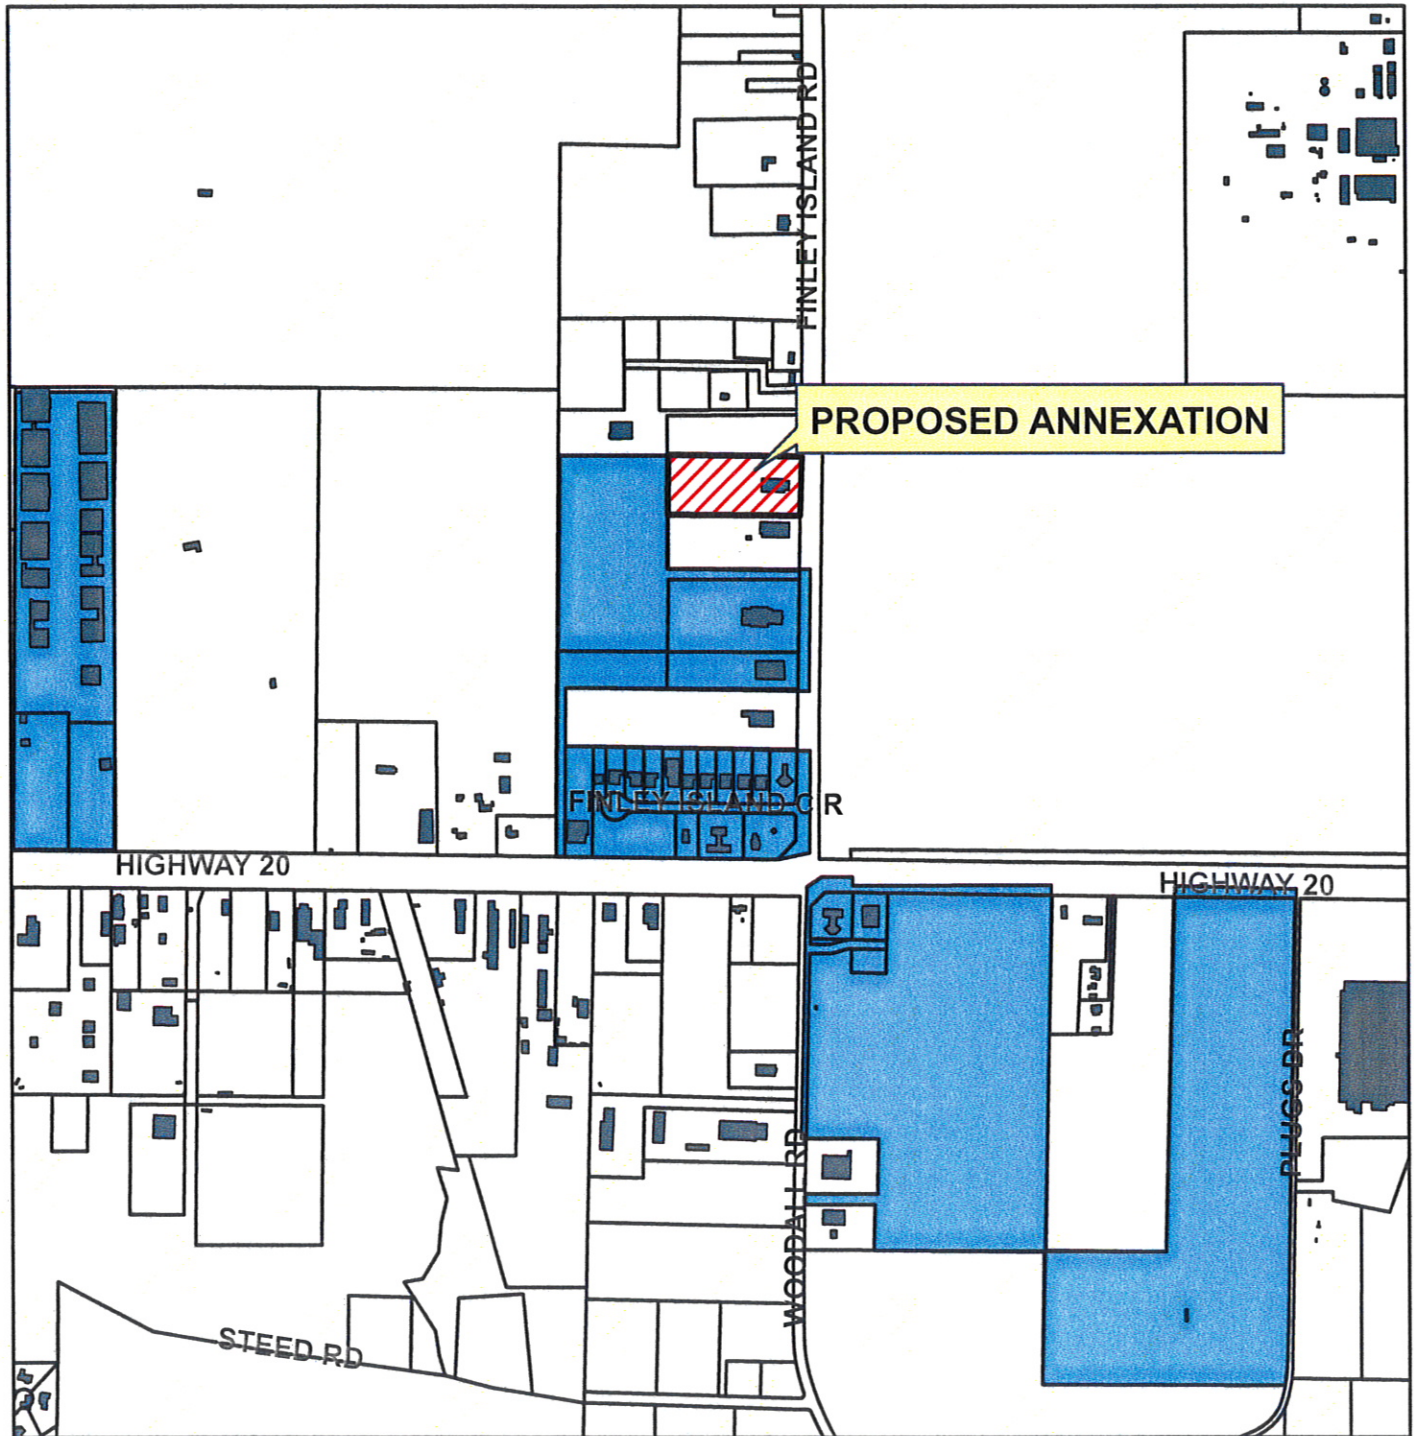 FINLEY ISLAND RD
PROPOSED ANNEXATION
FINLEY ISLAND CIR
HIGHWAY 20
HIGHWAY 20
PLUGS DR
WOODALL RD
STEED RD